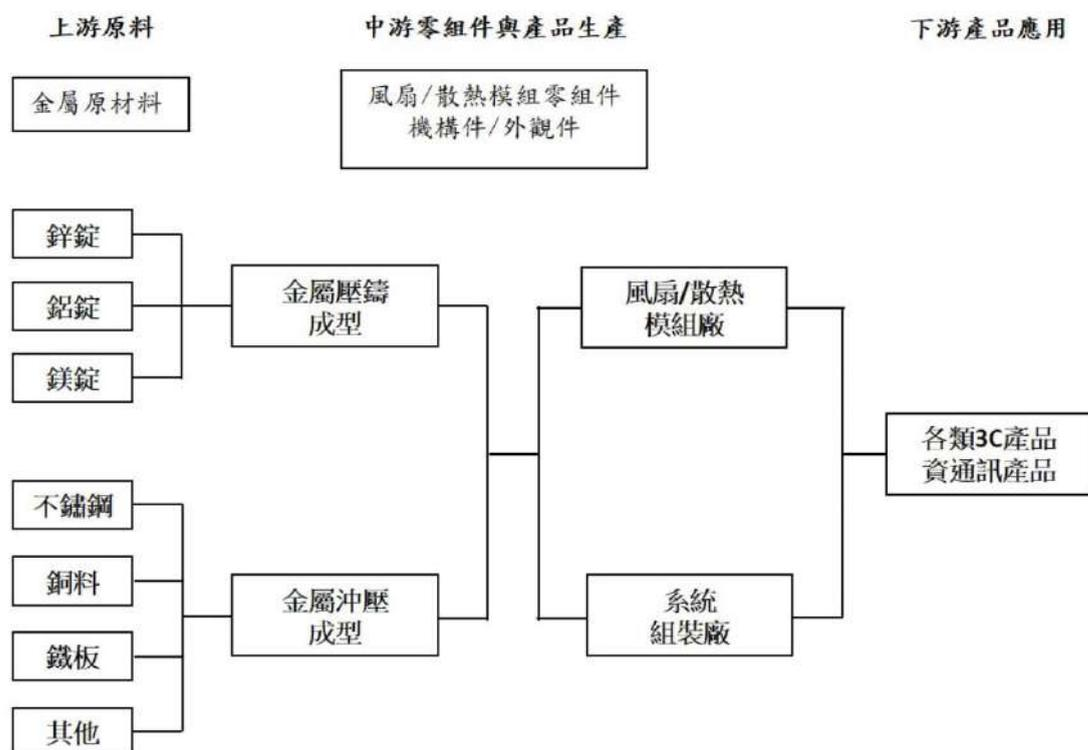 上游原料
中游零組件與產品生產
下游產品應用
金屬原材料
風扇/散熱模組零組件
機構件/外觀件
鋅錠
鋁錠
鎂錠
金屬壓鑄
成型
風扇/散熱
模組廠
各類3C產品
資通訊產品
不鏽鋼
銅料
鐵板
其他
金屬沖壓
成型
系統
組裝廠